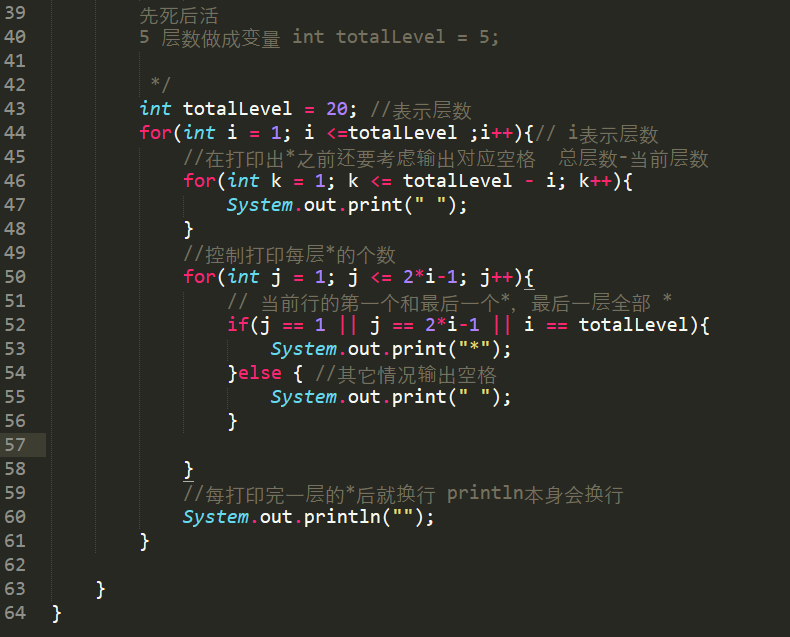 39 先死后活
40 5 层数做成变量 int totalLevel = 5;
41
42 */
43 int totalLevel = 20; //表示层数
44 for(int i = 1; i <=totalLevel ;i++){// i表示层数
45 //在打印出*之前还要考虑输出对应空格  总层数-当前层数
46 for(int k = 1; k <= totalLevel - i; k++){
47 System.out.print(" ");
48 }
49 //控制打印每层*的个数
50 for(int j = 1; j <= 2*i-1; j++){
51 // 当前行的第一个和最后一个*, 最后一层全部 *
52 if(j == 1 || j == 2*i-1 || i == totalLevel){
53 System.out.print("*");
54 }else { //其它情况输出空格
55 System.out.print(" ");
56 }
57
58 }
59 //每打印完一层的*后就换行 println本身会换行
60 System.out.println("");
61 }
62
63 }
64 }